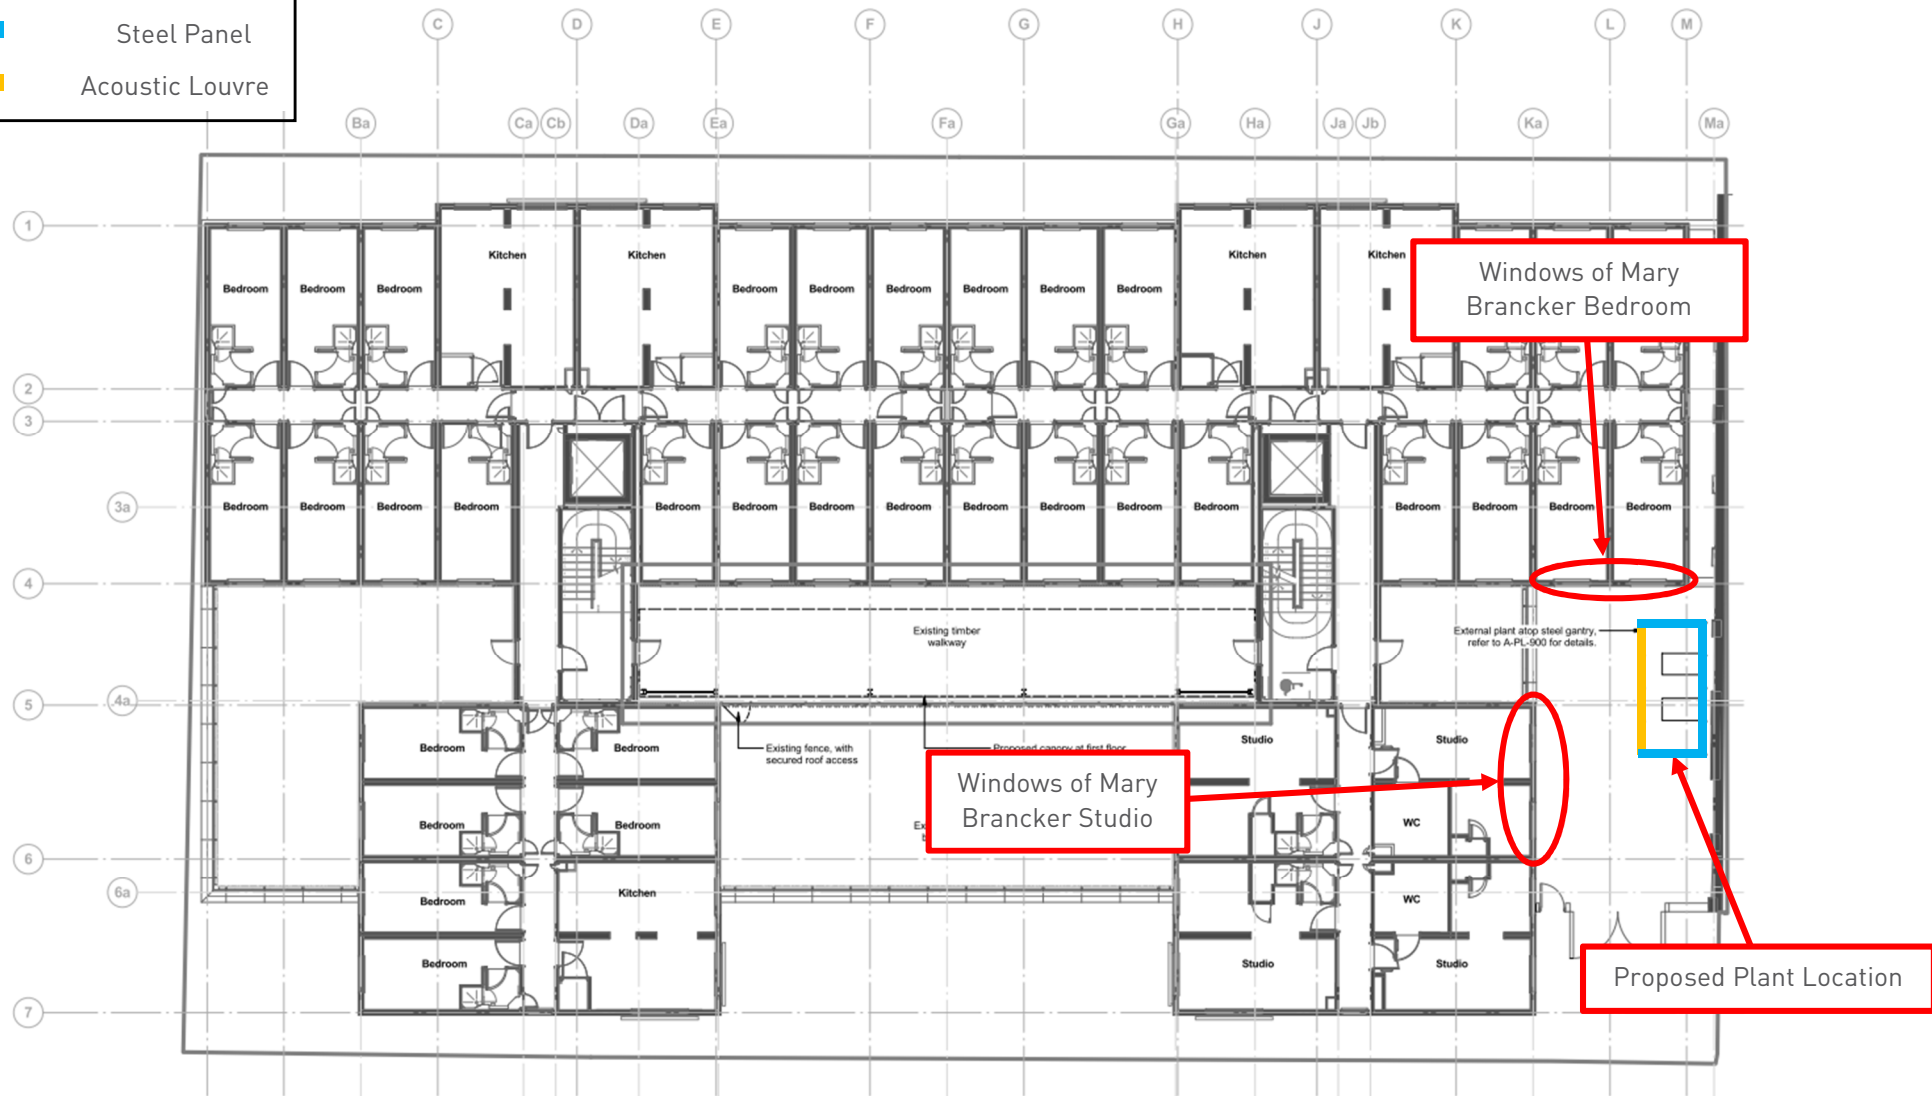 Steel Panel
Acoustic Louvre
C D E F G H J K L M
Ba Ca Cb Da Ea Fa Ga Ha Ja Jb Ka Ma
1
Kitchen Kitchen Kitchen Kitchen
Windows of Mary
Brancker Bedroom
Bedroom Bedroom Bedroom Bedroom Bedroom Bedroom Bedroom Bedroom Bedroom
2
3
3a
Bedroom Bedroom Bedroom Bedroom Bedroom Bedroom Bedroom Bedroom Bedroom Bedroom Bedroom Bedroom Bedroom Bedroom Bedroom Bedroom
4
Existing timber
walkway
External plant atop steel gantry,
refer to A-PL-900 for details.
4a
5
Bedroom Bedroom
Existing fence, with
secured roof access
Proposed canopy at first floor
Studio Studio
Windows of Mary
Brancker Studio
Bedroom Bedroom
WC
6
6a
Bedroom Kitchen
WC
Bedroom
Studio Studio
Proposed Plant Location
7